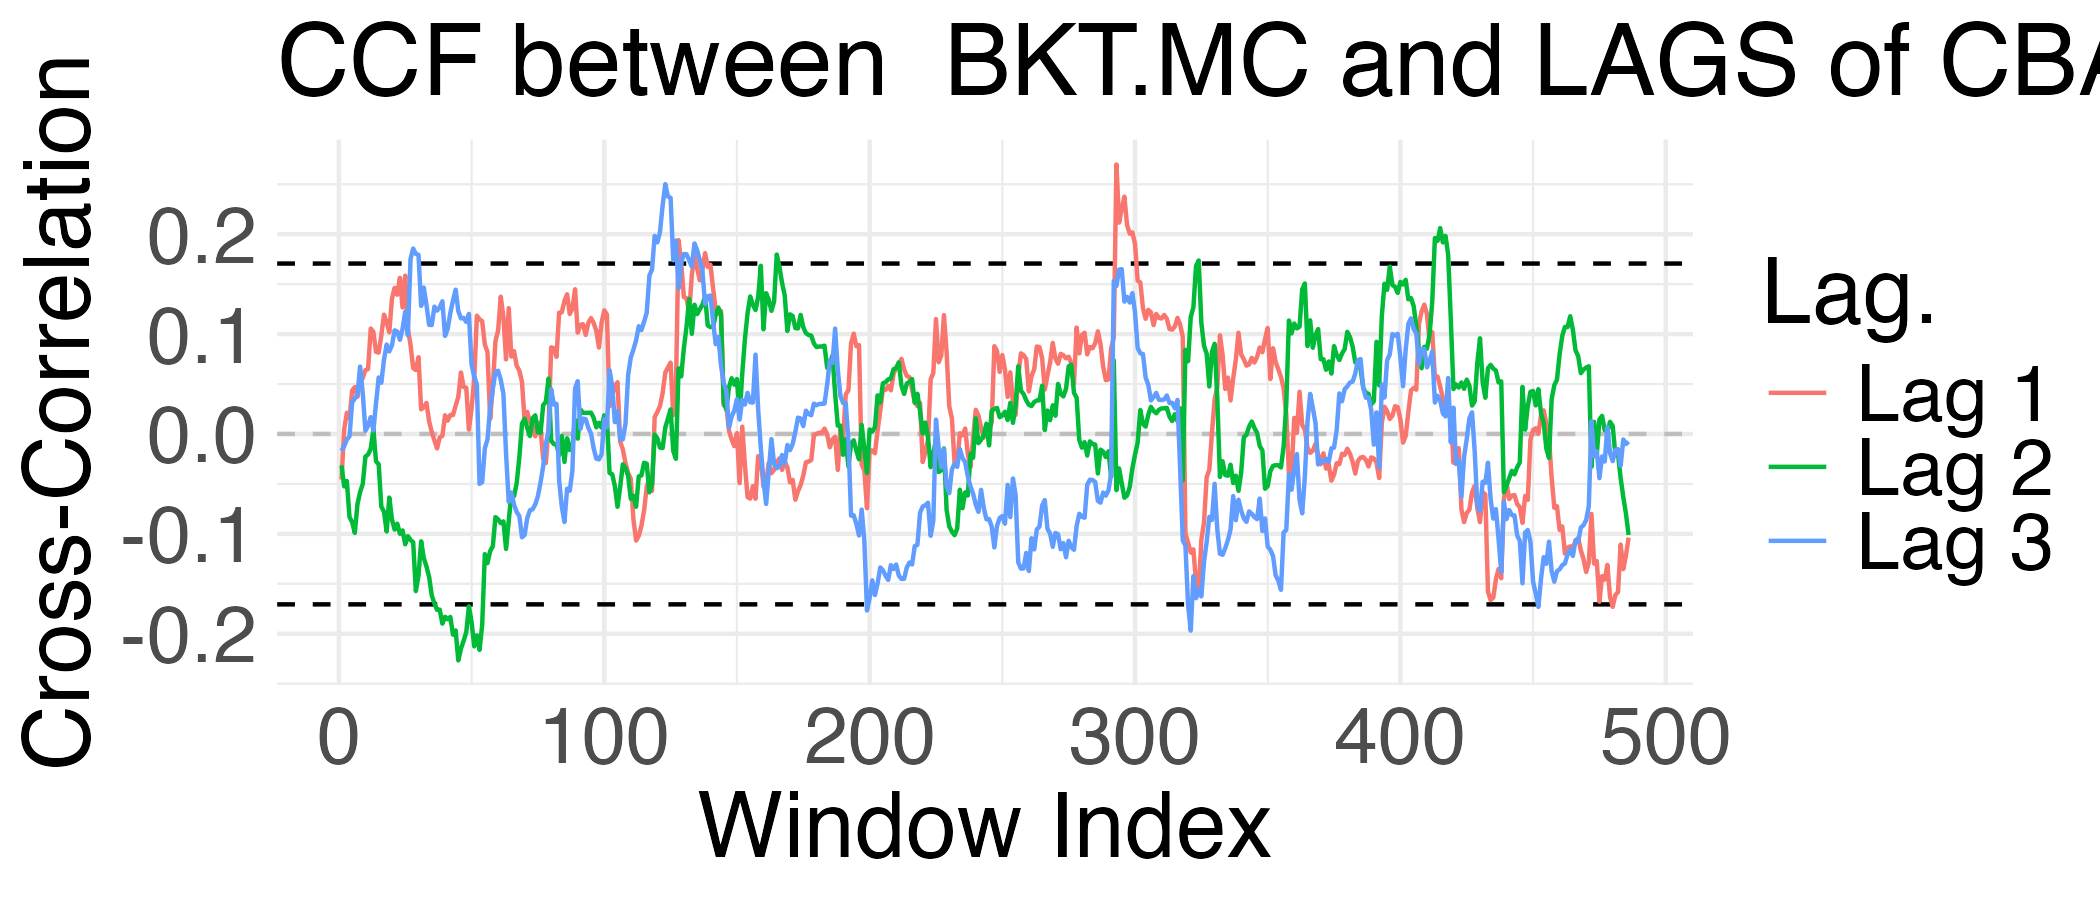 CCF between  BKT.MC and LAGS of CBA
Cross-Correlation
0.2
0.1
0.0
-0.1
-0.2
0 100 200 300 400 500
Window Index
Lag.
Lag 1
Lag 2
Lag 3